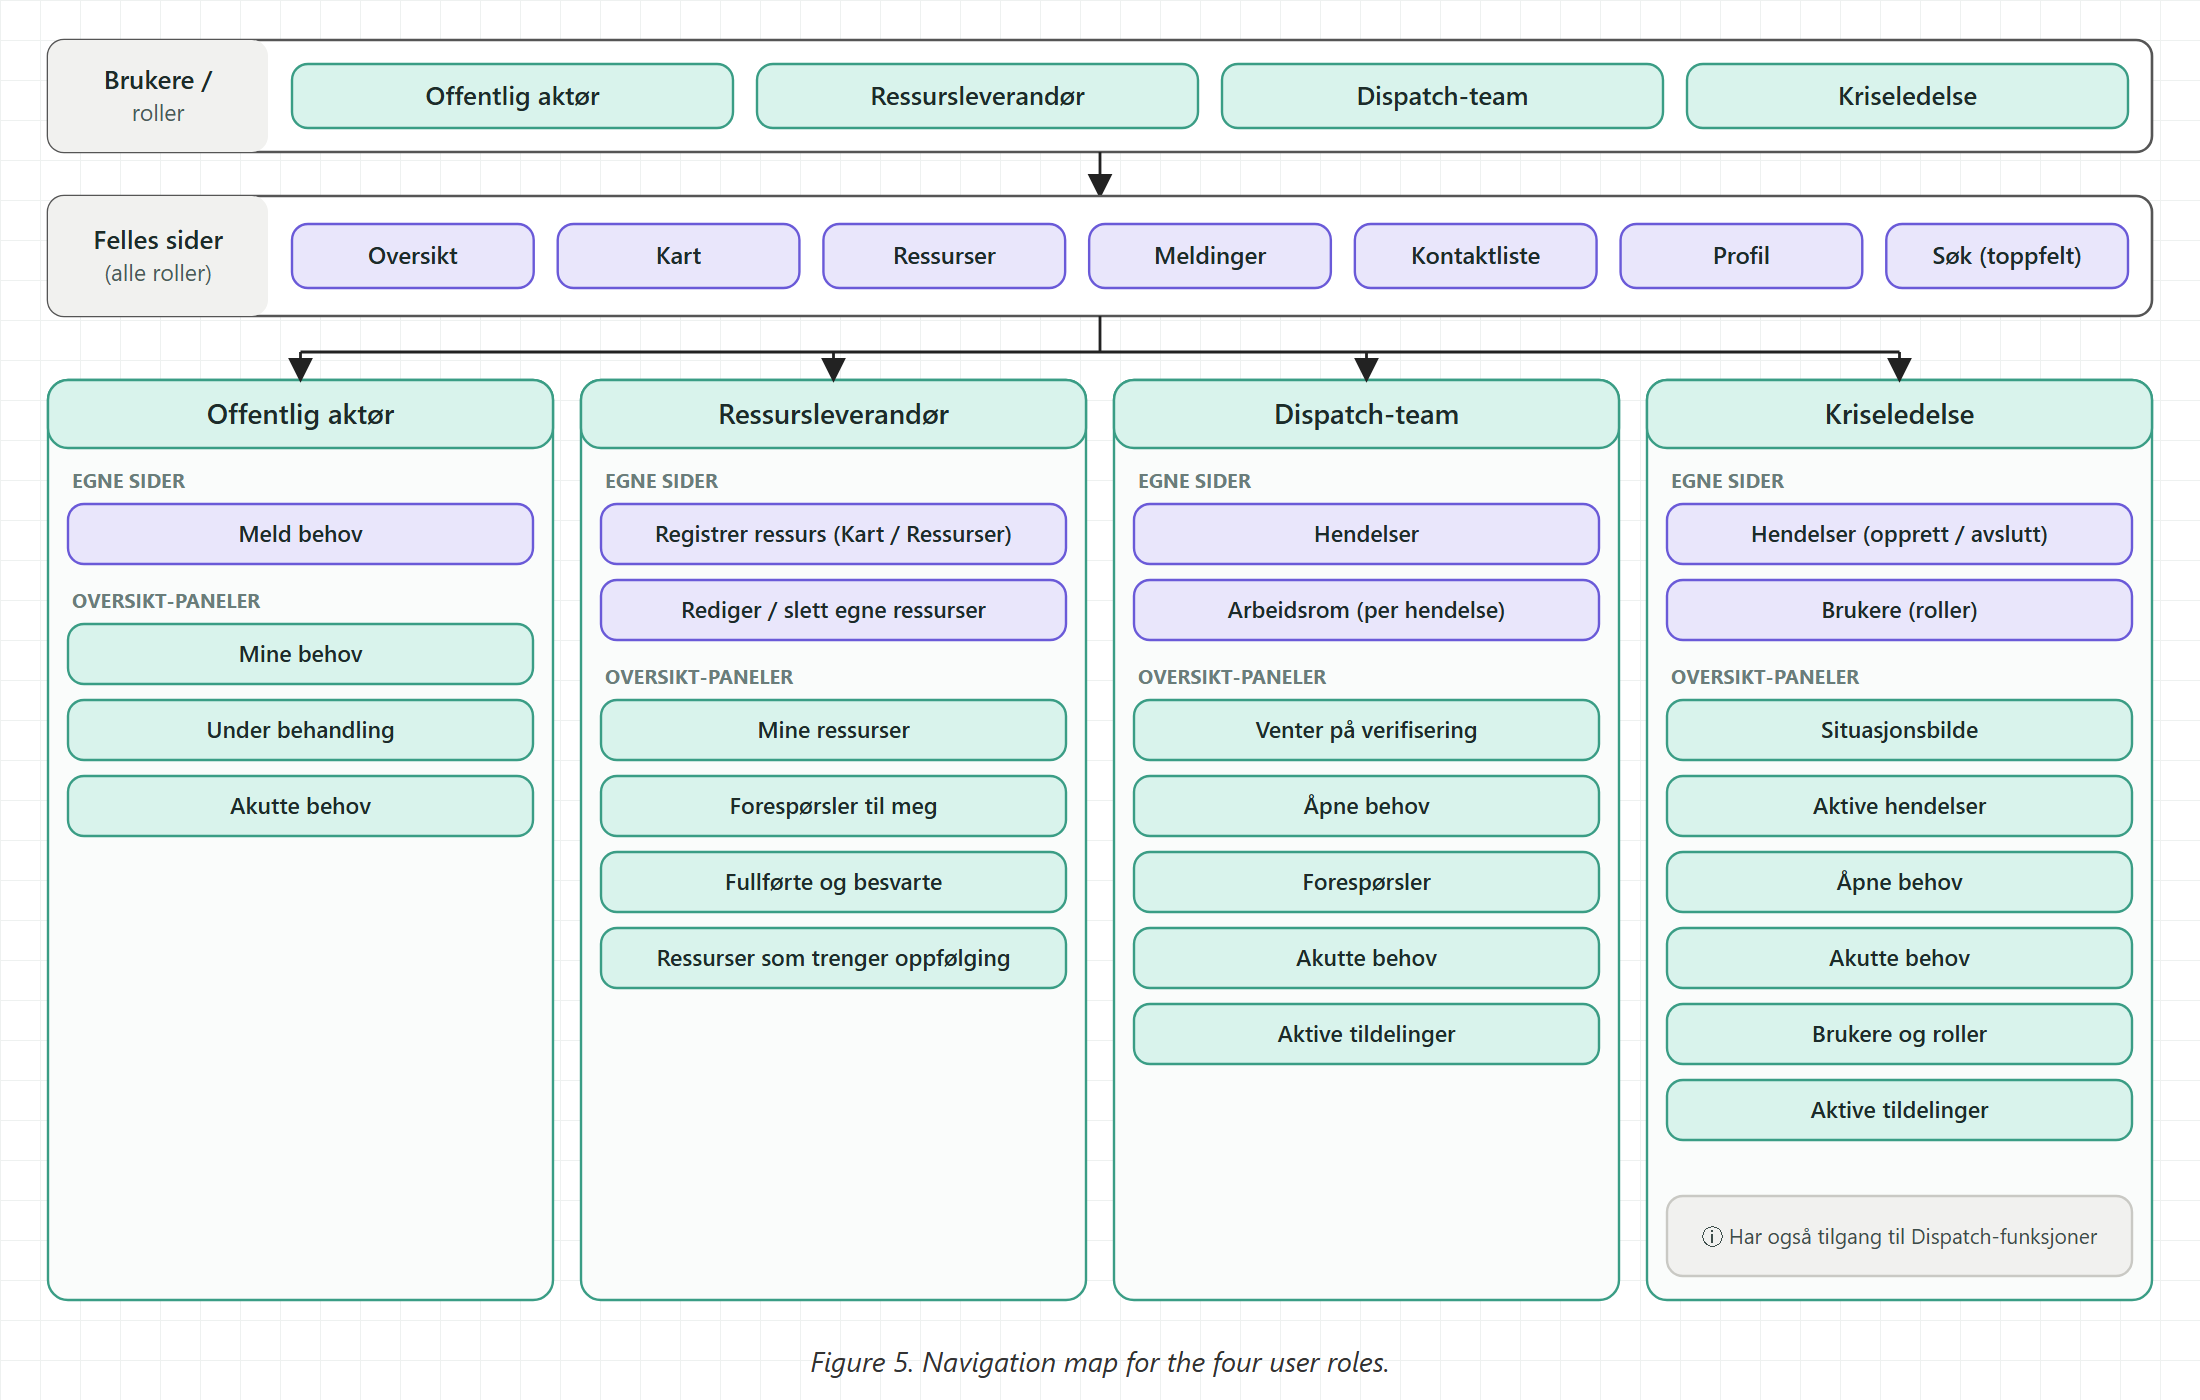 Brukere /
roller
Offentlig aktør
Ressursleverandør
Dispatch-team
Kriseledelse
Felles sider
(alle roller)
Oversikt
Kart
Ressurser
Meldinger
Kontaktliste
Profil
Søk (toppfelt)
Offentlig aktør
EGNE SIDER
Meld behov
OVERSIKT-PANELER
Mine behov
Under behandling
Akutte behov
Ressursleverandør
EGNE SIDER
Registrer ressurs (Kart / Ressurser)
Rediger / slett egne ressurser
OVERSIKT-PANELER
Mine ressurser
Forespørsler til meg
Fullførte og besvarte
Ressurser som trenger oppfølging
Dispatch-team
EGNE SIDER
Hendelser
Arbeidsrom (per hendelse)
OVERSIKT-PANELER
Venter på verifisering
Åpne behov
Forespørsler
Akutte behov
Aktive tildelinger
Kriseledelse
EGNE SIDER
Hendelser (opprett / avslutt)
Brukere (roller)
OVERSIKT-PANELER
Situasjonsbilde
Aktive hendelser
Åpne behov
Akutte behov
Brukere og roller
Aktive tildelinger
ⓘ Har også tilgang til Dispatch-funksjoner
Figure 5. Navigation map for the four user roles.